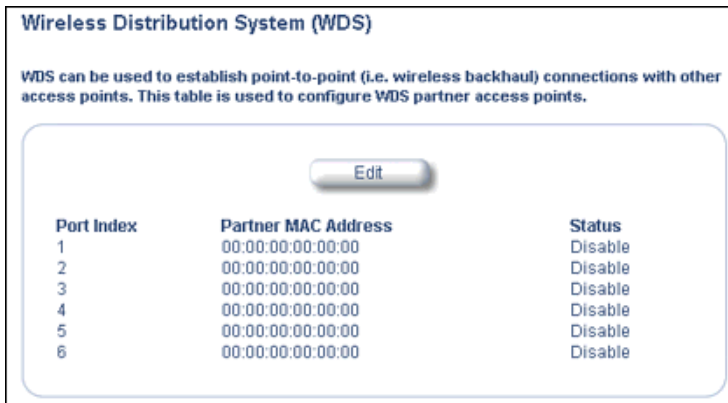 Wireless Distribution System (WDS)
WDS can be used to establish point-to-point (i.e. wireless backhaul) connections with other
access points. This table is used to configure WDS partner access points.
Edit
Port Index Partner MAC Address Status
1 00:00:00:00:00:00 Disable
2 00:00:00:00:00:00 Disable
3 00:00:00:00:00:00 Disable
4 00:00:00:00:00:00 Disable
5 00:00:00:00:00:00 Disable
6 00:00:00:00:00:00 Disable